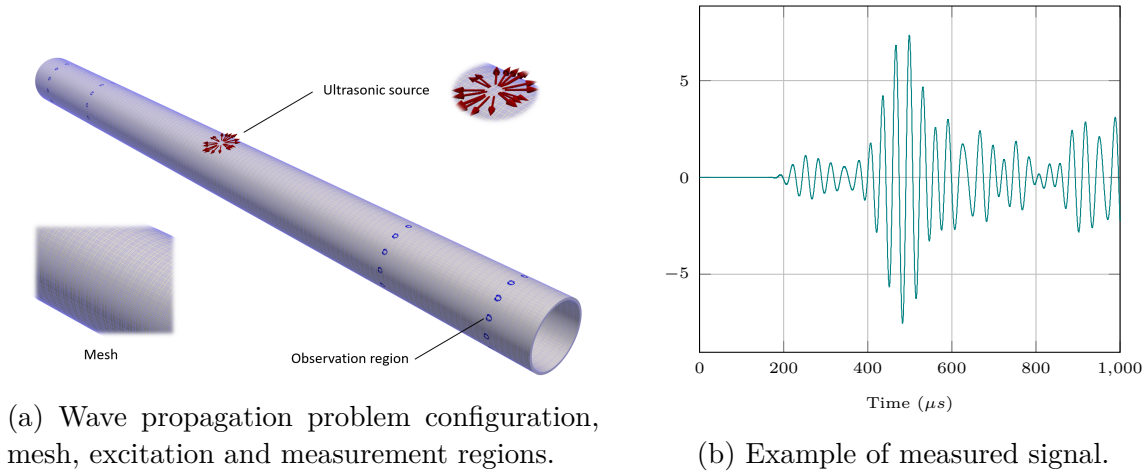 Ultrasonic source
Mesh
Observation region
(a) Wave propagation problem configuration,
mesh, excitation and measurement regions.
5
0
−5
0 200 400 600 800 1,000
Time (μs)
(b) Example of measured signal.